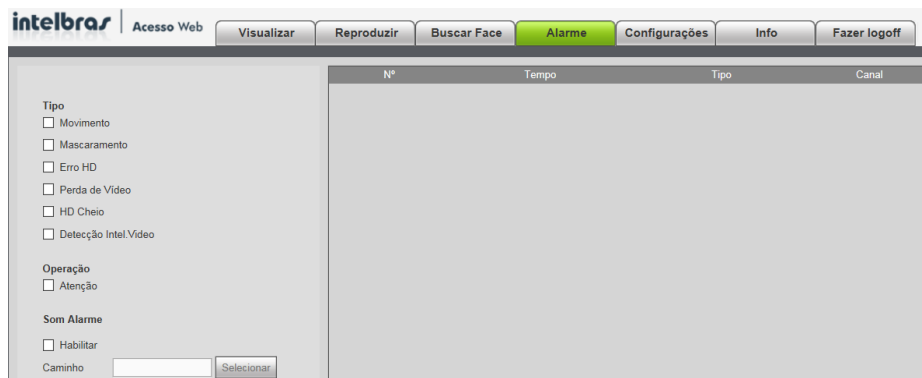 intelbras Acesso Web Visualizar Reproduzir Buscar Face Alarme Configurações Info Fazer logoff
Nº Tempo Tipo Canal
Tipo
Movimento
Mascaramento
Erro HD
Perda de Vídeo
HD Cheio
Detecção Intel.Video
Operação
Atenção
Som Alarme
Habilitar
Caminho Selecionar